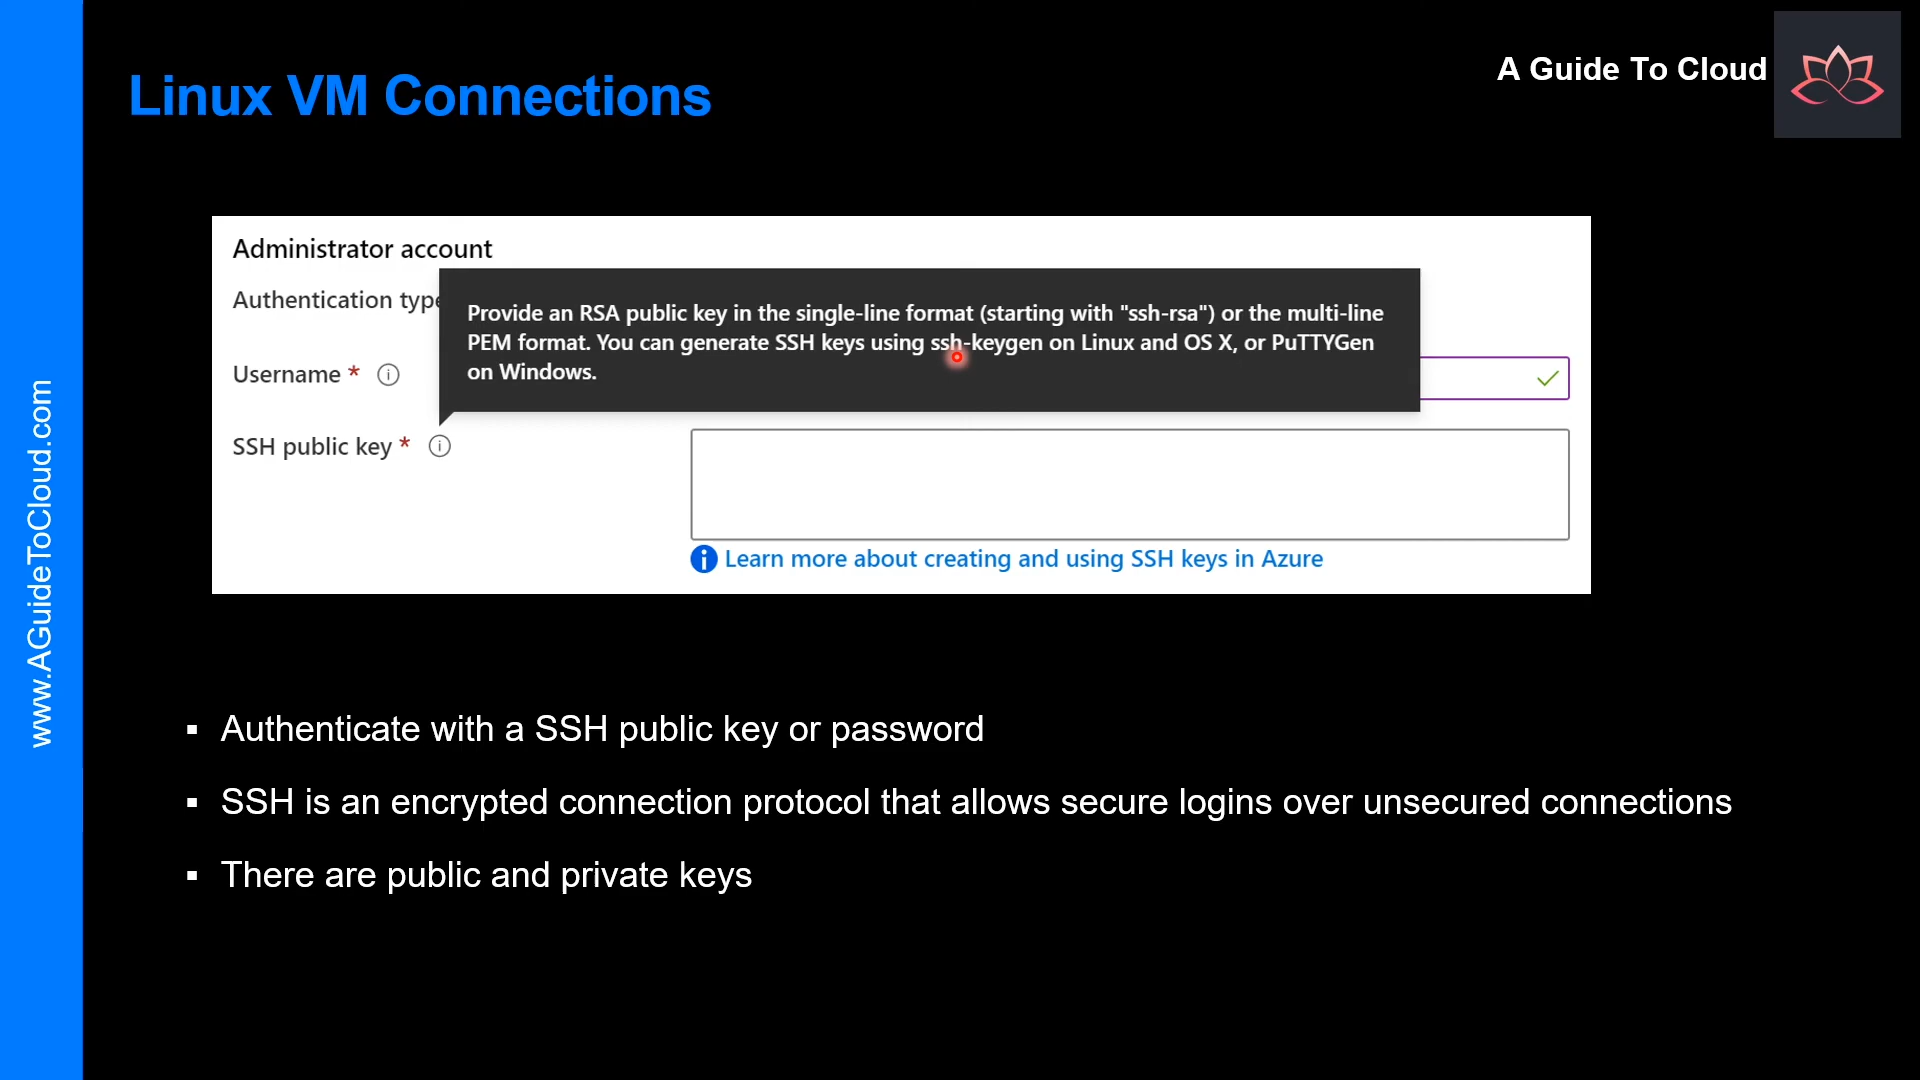 Linux VM Connections
A Guide To Cloud
www.AGuideToCloud.com
Administrator account
Authentication type
Provide an RSA public key in the single-line format (starting with "ssh-rsa") or the multi-line
PEM format. You can generate SSH keys using ssh-keygen on Linux and OS X, or PuTTYGen
on Windows.
Username *
SSH public key *
Learn more about creating and using SSH keys in Azure
▪ Authenticate with a SSH public key or password
▪ SSH is an encrypted connection protocol that allows secure logins over unsecured connections
▪ There are public and private keys